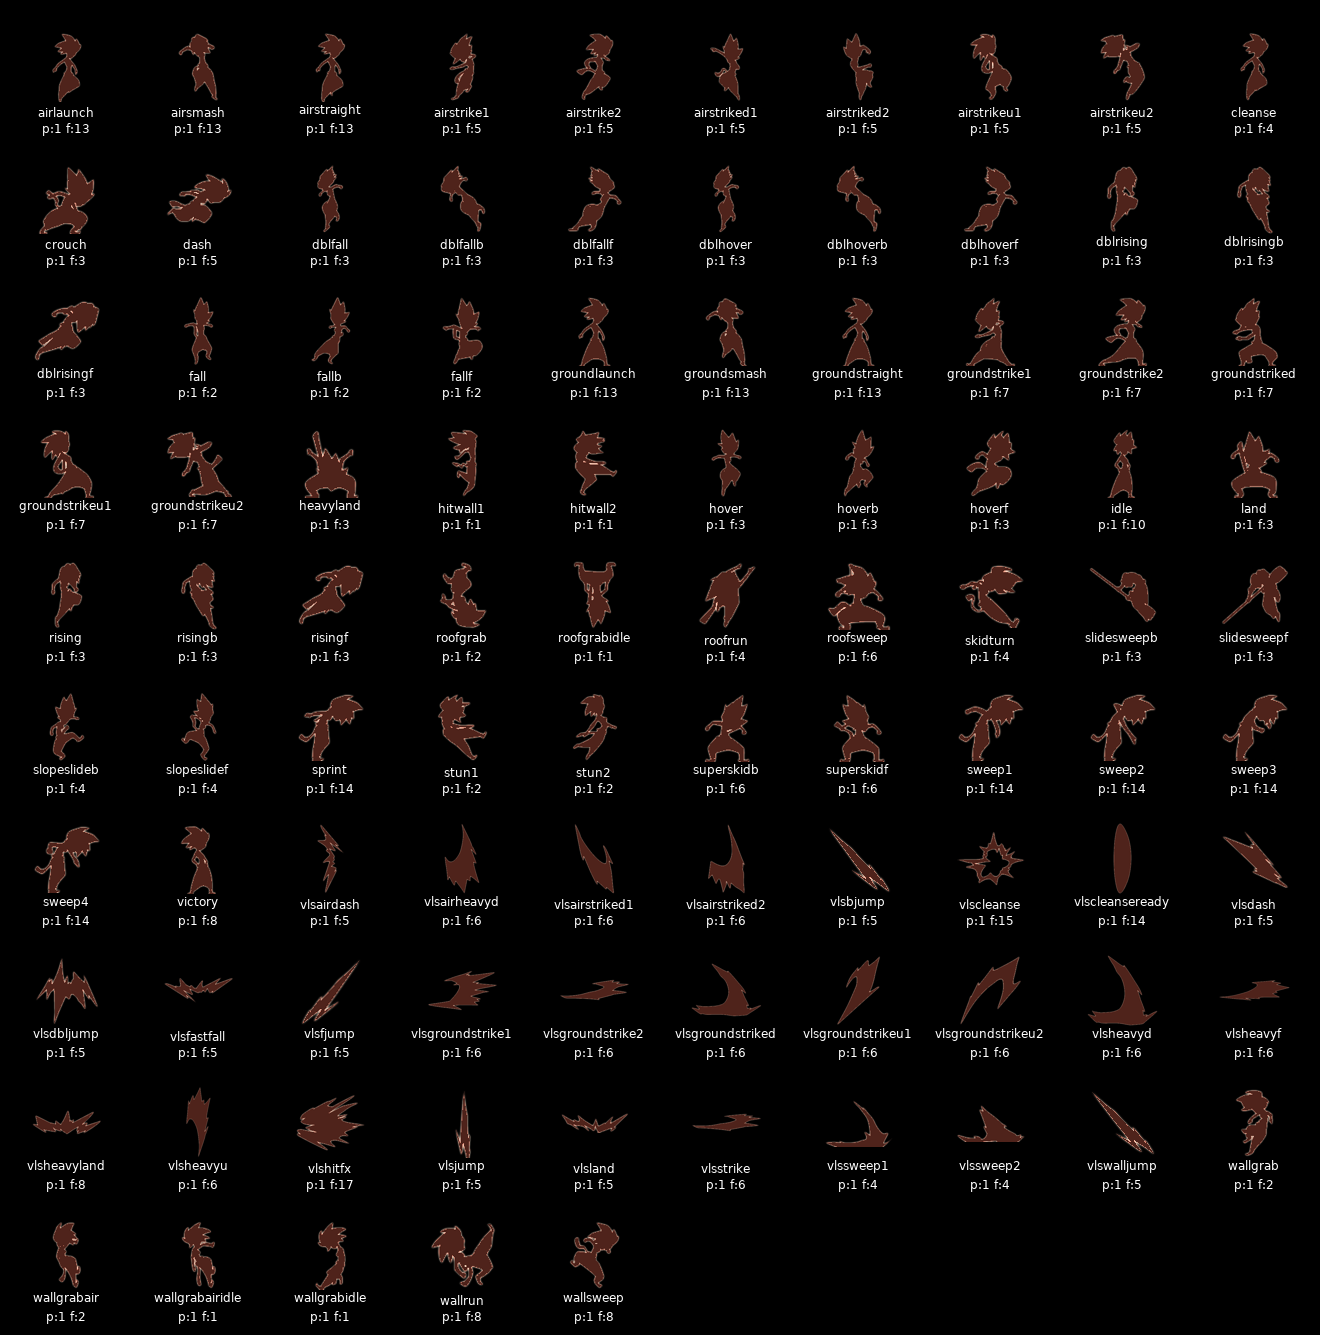 airlaunch airsmash airstraight airstrike1 airstrike2 airstriked1 airstriked2 airstrikeu1 airstrikeu2 cleanse
p:1 f:13 p:1 f:13 p:1 f:13 p:1 f:5 p:1 f:5 p:1 f:5 p:1 f:5 p:1 f:5 p:1 f:5 p:1 f:4
crouch dash dblfall dblfallb dblfallf dblhover dblhoverb dblhoverf dblrising dblrisingb
p:1 f:3 p:1 f:5 p:1 f:3 p:1 f:3 p:1 f:3 p:1 f:3 p:1 f:3 p:1 f:3 p:1 f:3 p:1 f:3
dblrisingf fall fallb fallf groundlaunch groundsmash groundstraight groundstrike1 groundstrike2 groundstriked
p:1 f:3 p:1 f:2 p:1 f:2 p:1 f:2 p:1 f:13 p:1 f:13 p:1 f:13 p:1 f:7 p:1 f:7 p:1 f:7
groundstrikeu1 groundstrikeu2 heavyland hitwall1 hitwall2 hover hoverb hoverf idle land
p:1 f:7 p:1 f:7 p:1 f:3 p:1 f:1 p:1 f:1 p:1 f:3 p:1 f:3 p:1 f:3 p:1 f:10 p:1 f:3
rising risingb risingf roofgrab roofgrabidle roofrun roofsweep skidturn slidesweepb slidesweepf
p:1 f:3 p:1 f:3 p:1 f:3 p:1 f:2 p:1 f:1 p:1 f:4 p:1 f:6 p:1 f:4 p:1 f:3 p:1 f:3
slopeslideb slopeslidef sprint stun1 stun2 superskidb superskidf sweep1 sweep2 sweep3
p:1 f:4 p:1 f:4 p:1 f:14 p:1 f:2 p:1 f:2 p:1 f:6 p:1 f:6 p:1 f:14 p:1 f:14 p:1 f:14
sweep4 victory vlsairdash vlsairheavyd vlsairstriked1 vlsairstriked2 vlsbjump vlscleanse vlscleanseready vlsdash
p:1 f:14 p:1 f:8 p:1 f:5 p:1 f:6 p:1 f:6 p:1 f:6 p:1 f:5 p:1 f:15 p:1 f:14 p:1 f:5
vlsdbljump vlsfastfall vlsfjump vlsgroundstrike1 vlsgroundstrike2 vlsgroundstriked vlsgroundstrikeu1 vlsgroundstrikeu2 vlsheavyd vlsheavyf
p:1 f:5 p:1 f:5 p:1 f:5 p:1 f:6 p:1 f:6 p:1 f:6 p:1 f:6 p:1 f:6 p:1 f:6 p:1 f:6
vlsheavyland vlsheavyu vlshitfx vlsjump vlsland vlsstrike vlssweep1 vlssweep2 vlswalljump wallgrab
p:1 f:8 p:1 f:6 p:1 f:17 p:1 f:5 p:1 f:5 p:1 f:6 p:1 f:4 p:1 f:4 p:1 f:5 p:1 f:2
wallgrabair wallgrabairidle wallgrabidle wallrun wallsweep
p:1 f:2 p:1 f:1 p:1 f:1 p:1 f:8 p:1 f:8